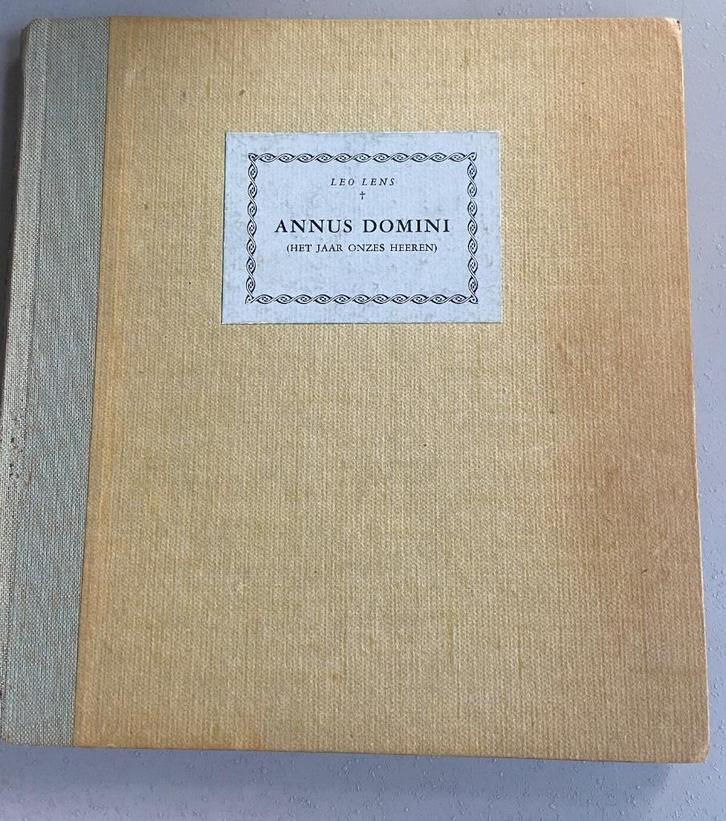 LEO LENS
†
ANNUS DOMINI
(HET JAAR ONZES HEEREN)